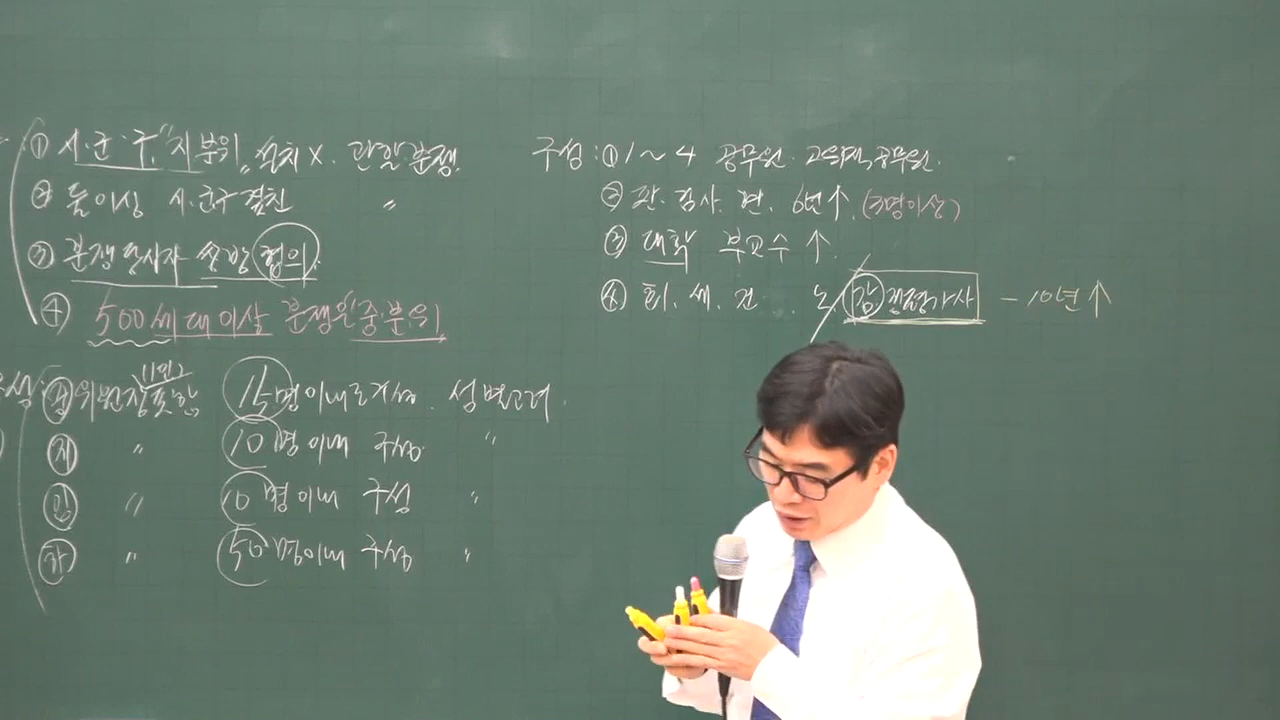 ① 시·군·구 "지분위" 설치 X. 관할분쟁.
② 둘이상 시·군구 걸친 〃
③ 분쟁당사자 쌍방 협의.
④ 500세대이상 분쟁은 중·분·위
위원장 포함 15명이내로 구성. 성별고려.
〃 10명이내 구성 〃
임 〃 10명이내 구성 〃
하 〃 50명이내 구성 〃
구성: ① 1~4 공무원. 고위직공무원.
② 판.검사.변. 6년↑. (3명이상)
③ 대학 부교수↑.
④ 회. 세. 건. 노 감정평가사 - 10년↑